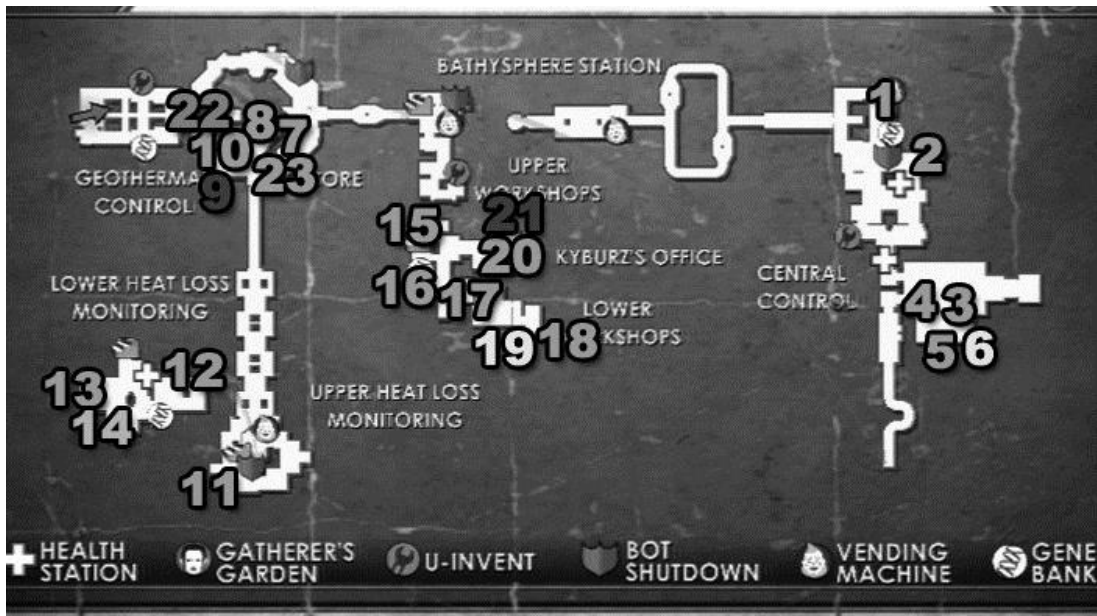 BATHYSPHERE STATION
1
22
8
7
2
10
23
ORE
UPPER
WORKSHOPS
GEOTHERMA
CONTROL
9
15
21
20
KYBURZ'S OFFICE
16
17
CENTRAL
CONTROL
LOWER HEAT LOSS
MONITORING
4
3
LOWER
KSHOPS
19
18
5
6
13
12
14
UPPER HEAT LOSS
MONITORING
11
HEALTH
STATION
GATHERER'S
GARDEN
U-INVENT
BOT
SHUTDOWN
VENDING
MACHINE
GENE
BANK